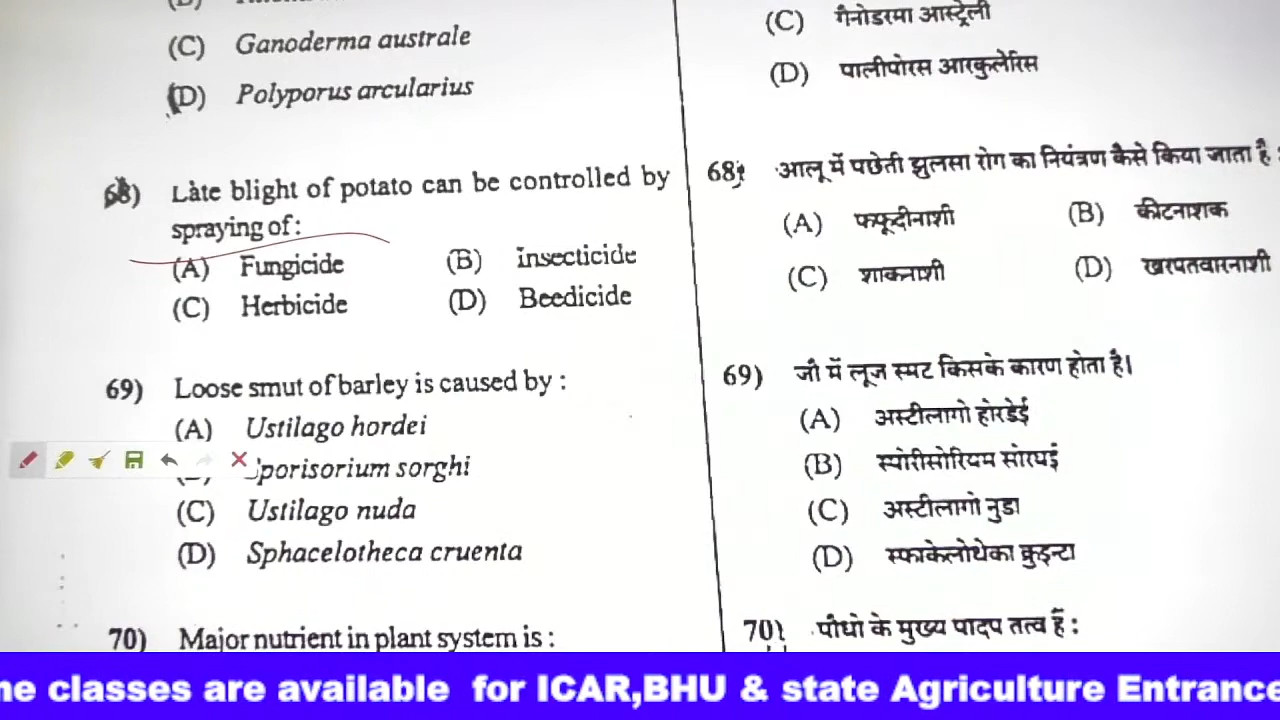 (C) Ganoderma australe
(D) Polyporus arcularius
68) Late blight of potato can be controlled by
spraying of:
(A) Fungicide (B) Insecticide
(C) Herbicide (D) Beedicide
69) Loose smut of barley is caused by :
(A) Ustilago hordei
porisorium sorghi
(C) Ustilago nuda
(D) Sphacelotheca cruenta
70) Major nutrient in plant system is :
(C) गैनोडरमा आस्ट्रेली
(D) पालीपोरस आरकुलेरिस
68) आलू में पछेती झुलसा रोग का नियंत्रण कैसे किया जाता है :
(A) फफूदीनाशी (B) कीटनाशक
(C) शाकनाशी (D) खरपतवारनाशी
69) जौ में लूज स्मट किसके कारण होता है।
(A) अस्टीलागो होरडेई
(B) स्पोरीसोरियम सोरघई
(C) अस्टीलागो नुडा
(D) स्फाकेलोथेका क्रुइन्टा
70) पौधो के मुख्य पादप तत्व हैं :
ne classes are available for ICAR,BHU & state Agriculture Entrance